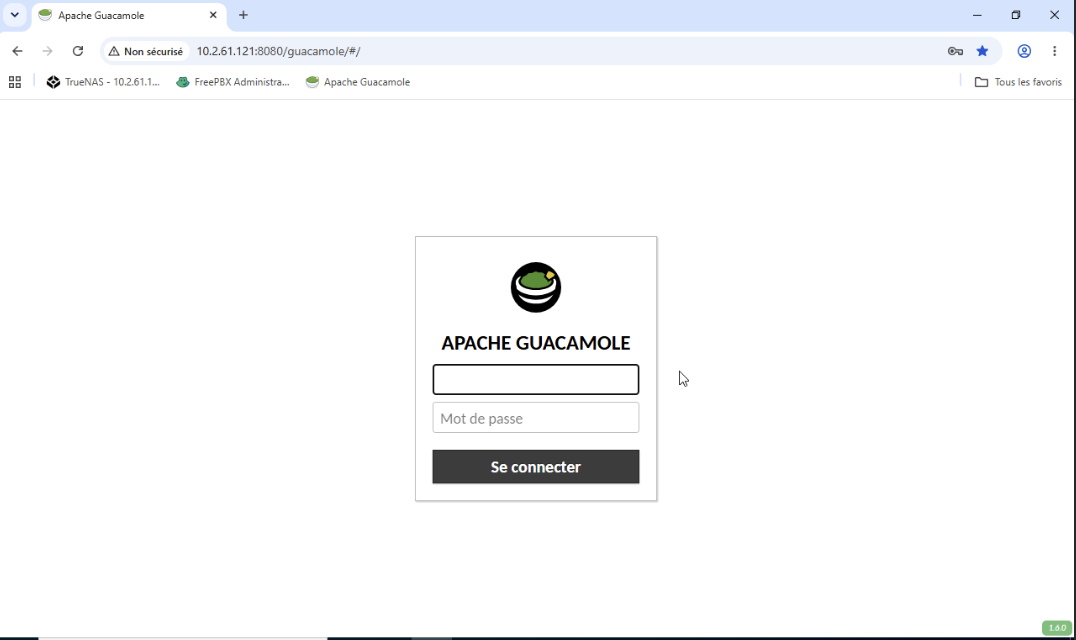 Apache Guacamole
Non sécurisé
10.2.61.121:8080/guacamole/#/
TrueNAS - 10.2.61.1...
FreePBX Administra...
Apache Guacamole
Tous les favoris
APACHE GUACAMOLE
Mot de passe
Se connecter
1.6.0